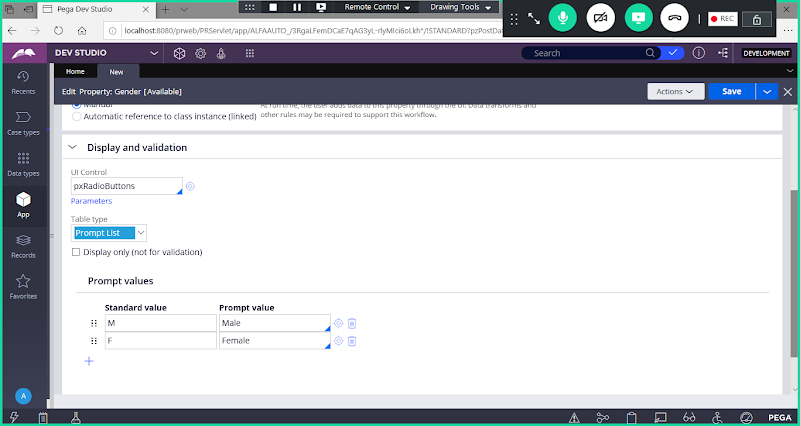 Pega Dev Studio
Remote Control
Drawing Tools
REC
localhost:8080/prweb/PRServlet/app/ALFAAUTO_/3RgaLFemDCaE7qAG3yL-rlyMIci6oLkh*/!STANDARD?pzPostDat
DEV STUDIO
Search
DEVELOPMENT
Recents
Case types
Data types
App
Records
Favorites
A
Home
New
Edit Property: Gender [Available]
Actions
Save
Manual
At run time, the user adds data to this property through the UI. Data transforms and
Automatic reference to class instance (linked)
other rules may be required to support this workflow.
Display and validation
UI Control
pxRadioButtons
Parameters
Table type
Prompt List
Display only (not for validation)
Prompt values
Standard value Prompt value
M Male
F Female
PEGA